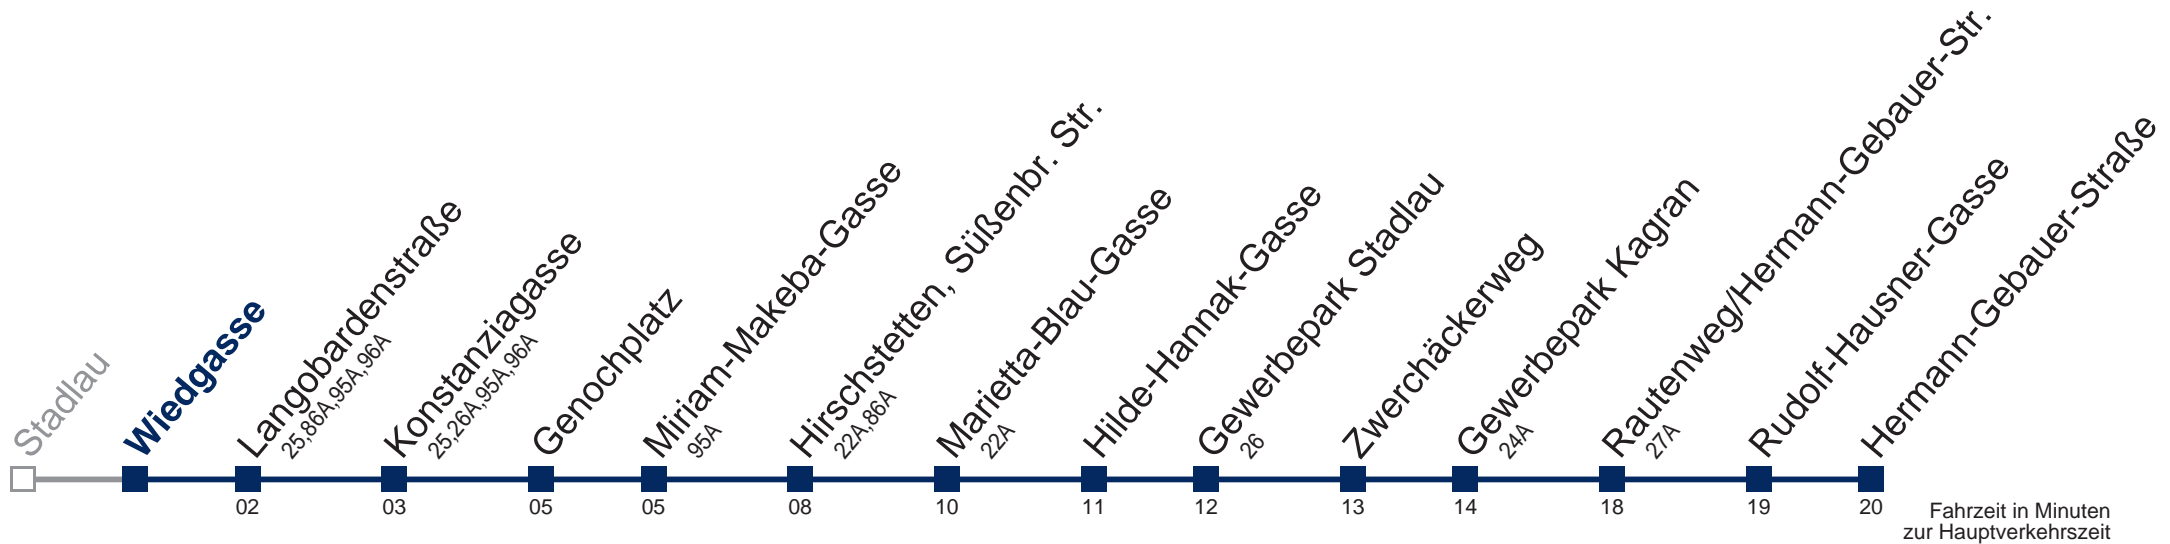 Stadlau
Wiedgasse
Langobardenstraße
25,86A,95A,96A
Konstanziagasse
25,26A,95A,96A
Genochplatz
Miriam-Makeba-Gasse
95A
Hirschstetten, Süßenbr. Str.
22A,86A
Marietta-Blau-Gasse
22A
Hilde-Hannak-Gasse
Gewerbepark Stadlau
26
Zwerchäckerweg
Gewerbepark Kagran
24A
Rautenweg/Hermann-Gebauer-Str.
27A
Rudolf-Hausner-Gasse
Hermann-Gebauer-Straße
02 03 05 05 08 10 11 12 13 14 18 19 20
Fahrzeit in Minuten
zur Hauptverkehrszeit